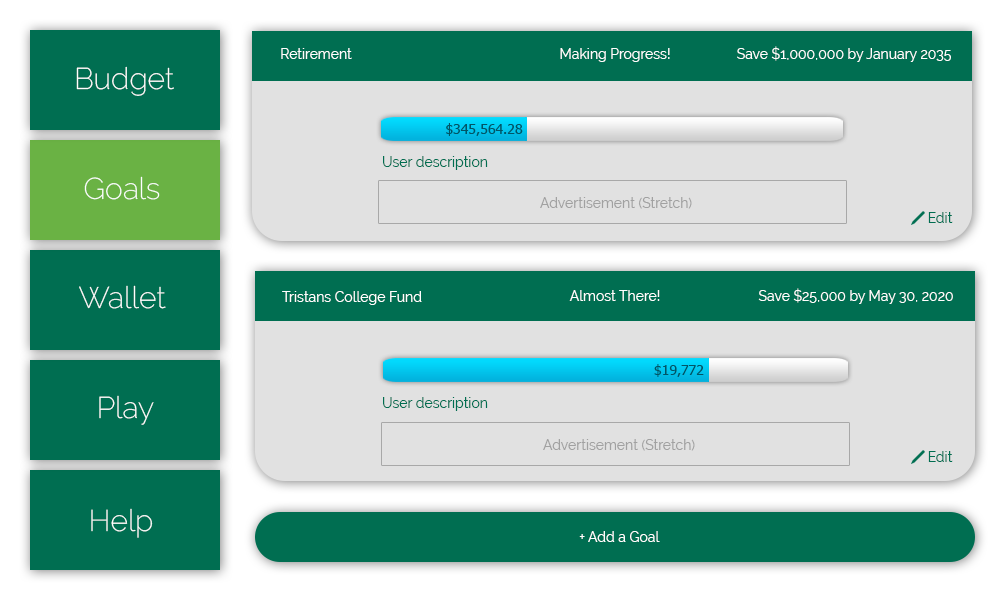 Budget
Goals
Wallet
Play
Help
Retirement Making Progress! Save $1,000,000 by January 2035
$345,564.28
User description
Advertisement (Stretch)
Edit
Tristans College Fund Almost There! Save $25,000 by May 30, 2020
$19,772
User description
Advertisement (Stretch)
Edit
+ Add a Goal